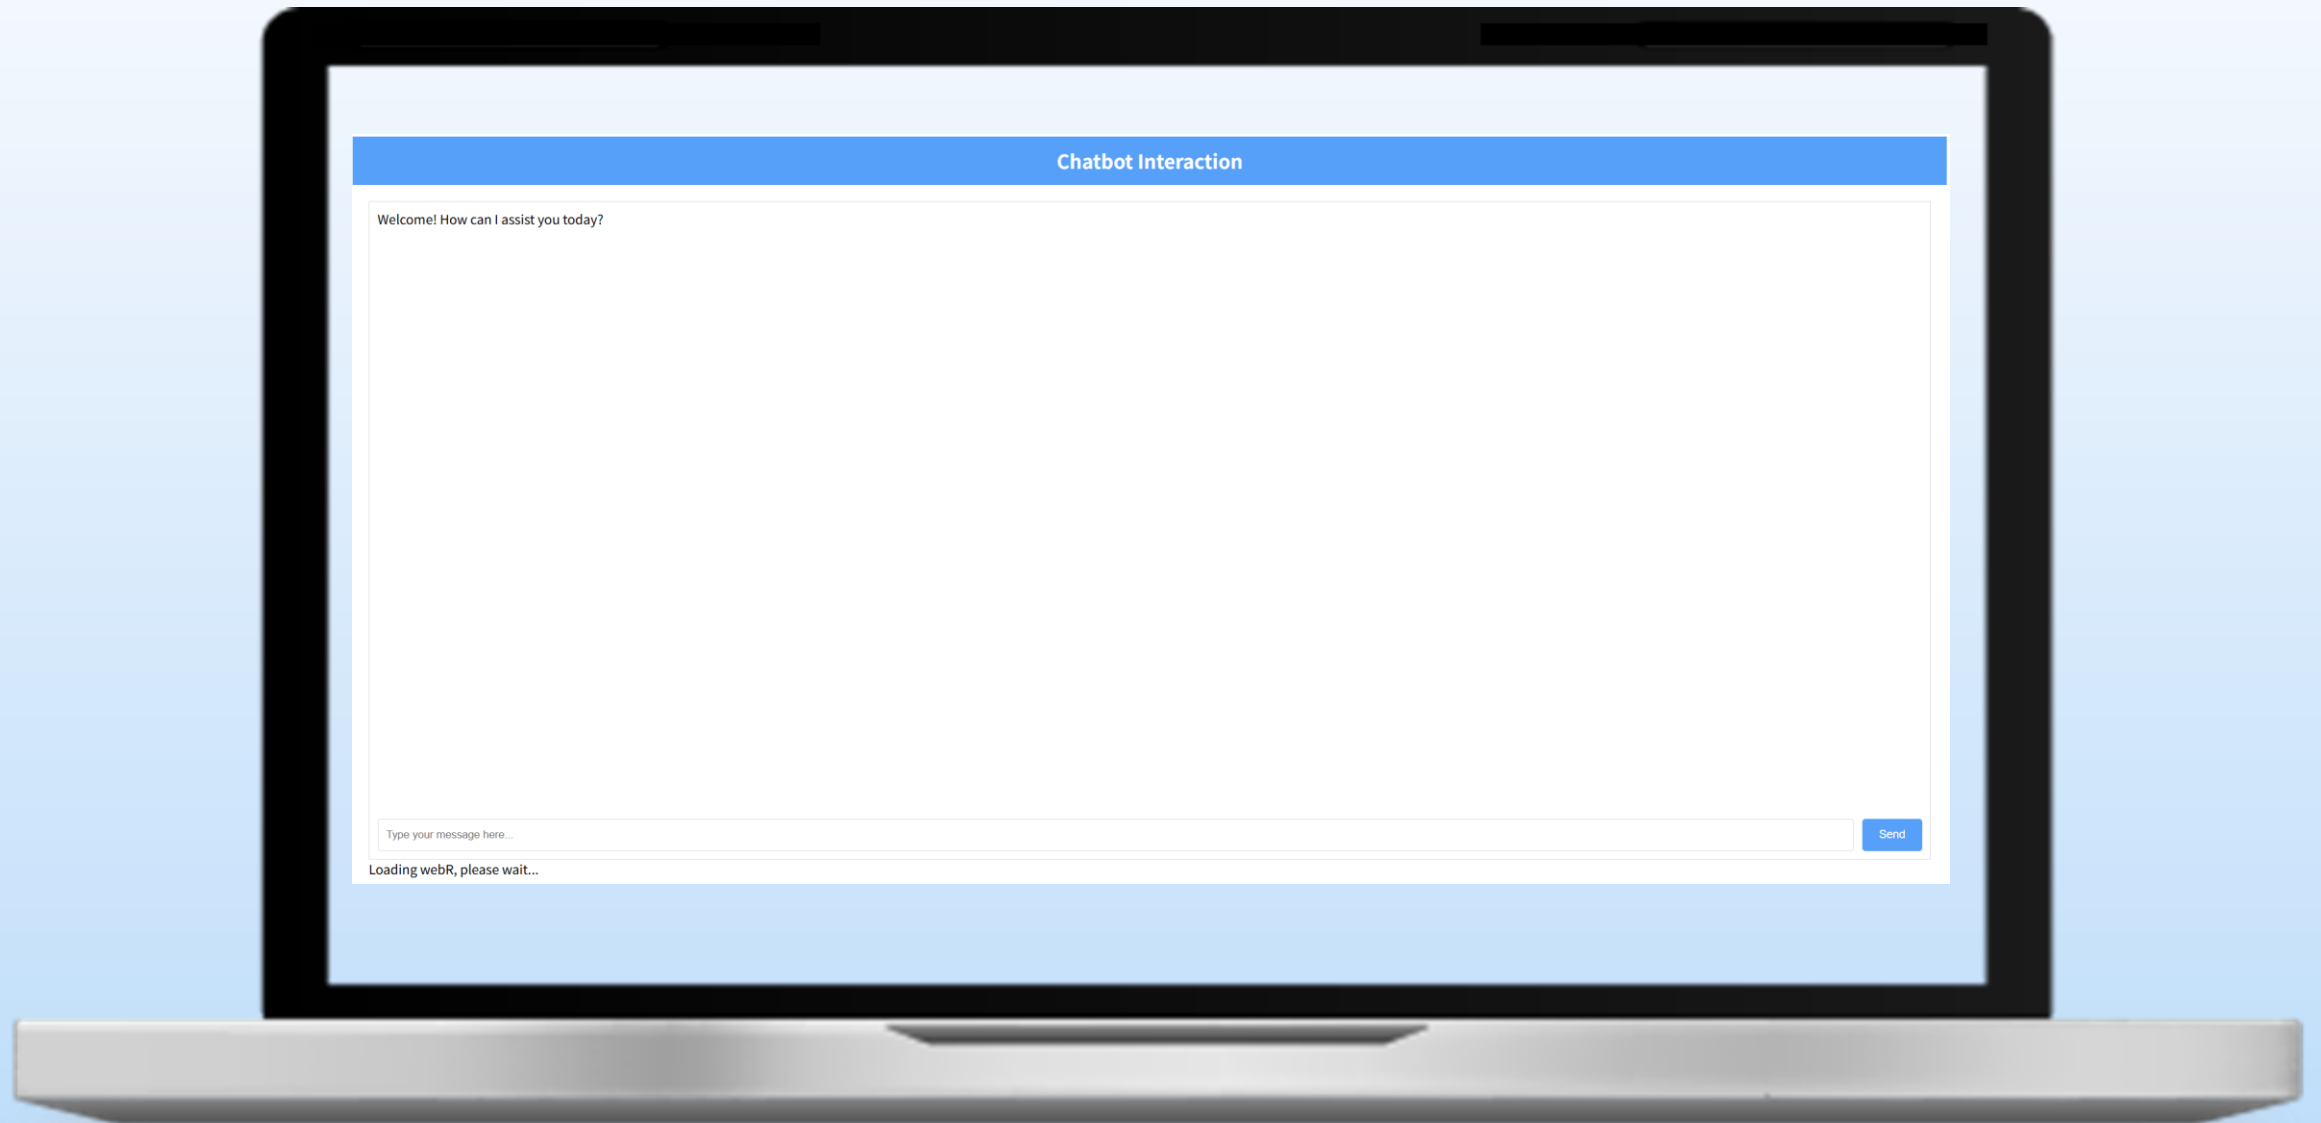 Chatbot Interaction
Welcome! How can I assist you today?
Type your message here...
Send
Loading webR, please wait...